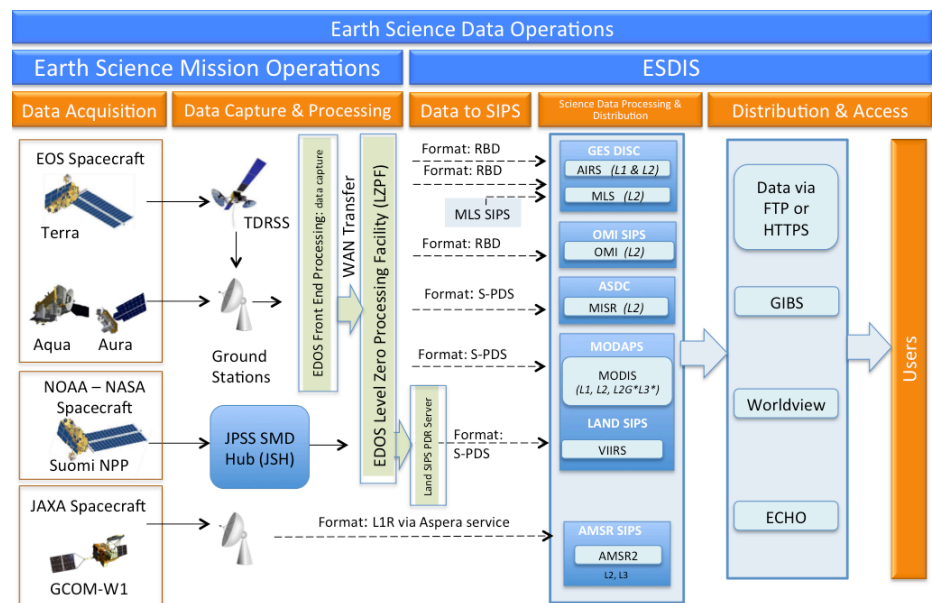 Earth Science Data Operations
Earth Science Mission Operations
ESDIS
Data Acquisition
Data Capture & Processing
Data to SIPS
Science Data Processing &
Distribution
Distribution & Access
EOS Spacecraft
Terra
Aqua
Aura
TDRSS
Ground
Stations
EDOS Front End Processing: data capture
WAN Transfer
EDOS Level Zero Processing Facility (LZPF)
NOAA – NASA
Spacecraft
Suomi NPP
JPSS SMD
Hub (JSH)
Land SIPS PDR Server
JAXA Spacecraft
GCOM-W1
Format: RBD
Format: RBD
MLS SIPS
Format: RBD
Format: S-PDS
Format: S-PDS
Format:
S-PDS
Format: L1R via Aspera service
GES DISC
AIRS (L1 & L2)
MLS (L2)
OMI SIPS
OMI (L2)
ASDC
MISR (L2)
MODAPS
MODIS
(L1, L2, L2G*L3*)
LAND SIPS
VIIRS
AMSR SIPS
AMSR2
L2, L3
Data via
FTP or
HTTPS
GIBS
Worldview
ECHO
Users